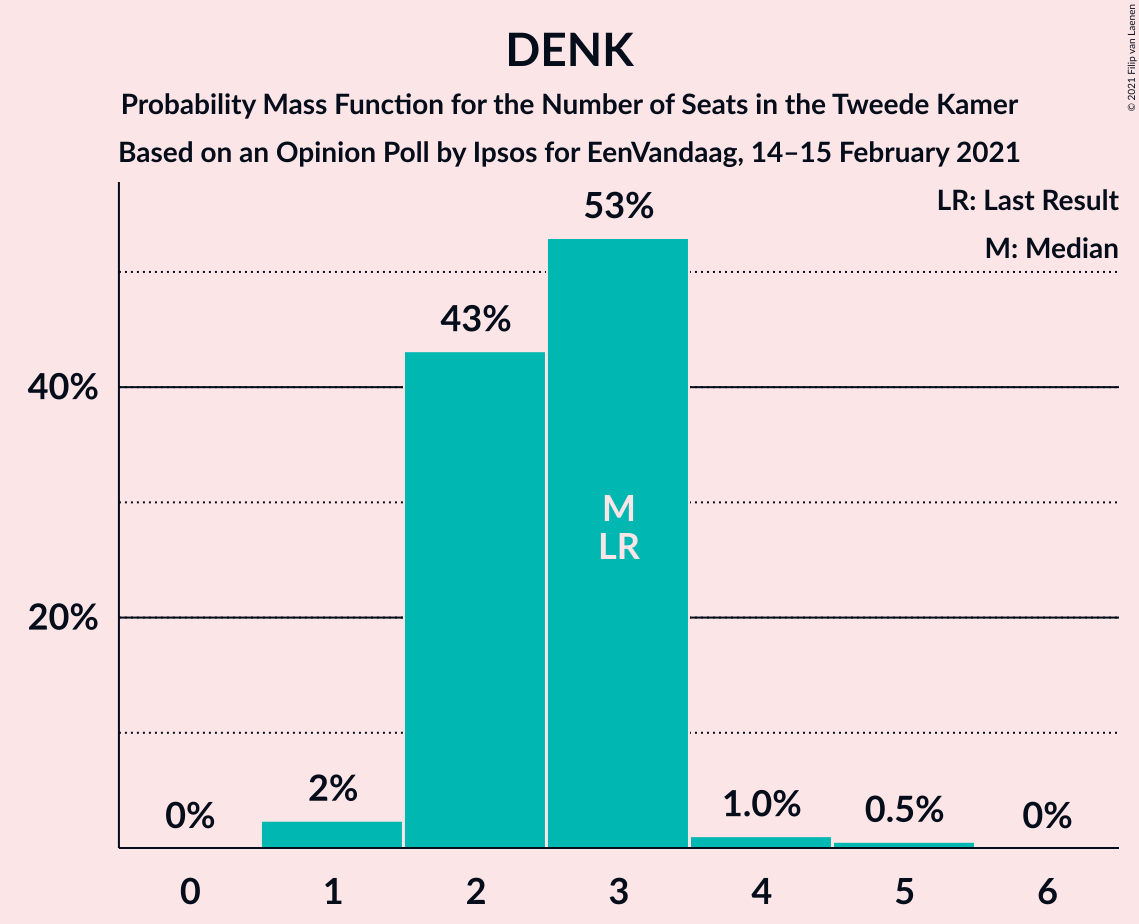 DENK
Probability Mass Function for the Number of Seats in the Tweede Kamer
Based on an Opinion Poll by Ipsos for EenVandaag, 14–15 February 2021
© 2021 Filip van Laenen
LR: Last Result
M: Median
53%
43%
40%
M
LR
20%
2%
0%
1.0%
0.5%
0%
0 1 2 3 4 5 6